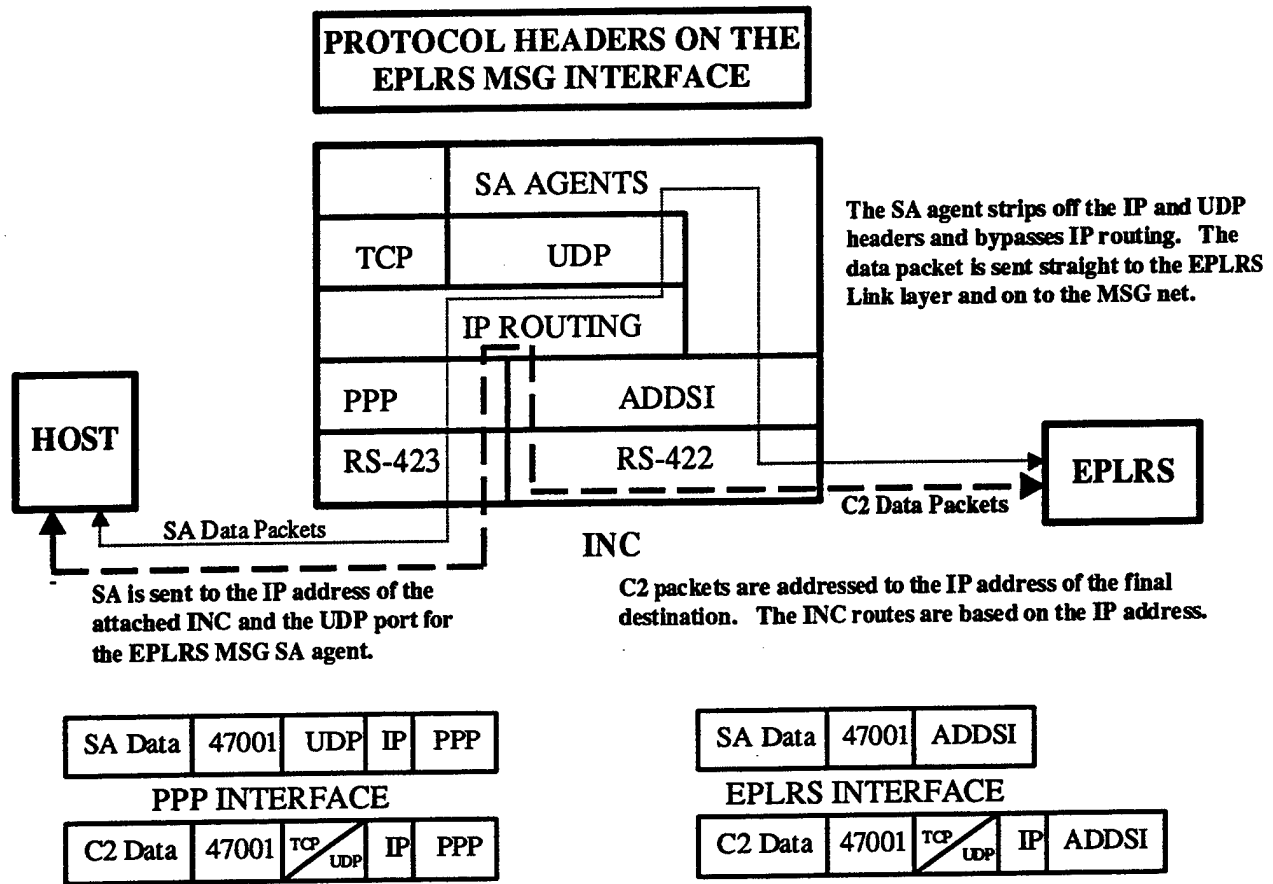 PROTOCOL HEADERS ON THE
EPLRS MSG INTERFACE
SA AGENTS
TCP
UDP
IP ROUTING
PPP
ADDSI
RS-423
RS-422
The SA agent strips off the IP and UDP
headers and bypasses IP routing. The
data packet is sent straight to the EPLRS
Link layer and on to the MSG net.
HOST
EPLRS
SA Data Packets
C2 Data Packets
INC
SA is sent to the IP address of the
attached INC and the UDP port for
the EPLRS MSG SA agent.
C2 packets are addressed to the IP address of the final
destination. The INC routes are based on the IP address.
SA Data 47001 UDP IP PPP
PPP INTERFACE
C2 Data 47001 TCP UDP IP PPP
SA Data 47001 ADDSI
EPLRS INTERFACE
C2 Data 47001 TCP UDP IP ADDSI